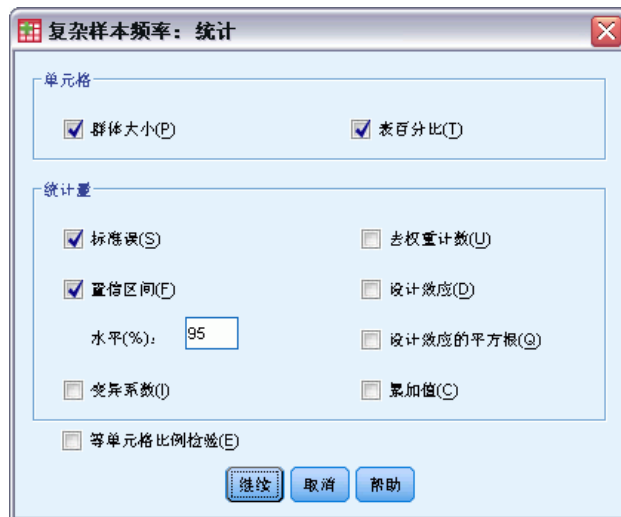 复杂样本频率: 统计
单元格
群体大小(P) 表百分比(T)
统计量
标准误(S) 去权重计数(U)
置信区间(F) 设计效应(D)
水平(%): 95 设计效应的平方根(Q)
变异系数(I) 累加值(C)
等单元格比例检验(E)
继续 取消 帮助